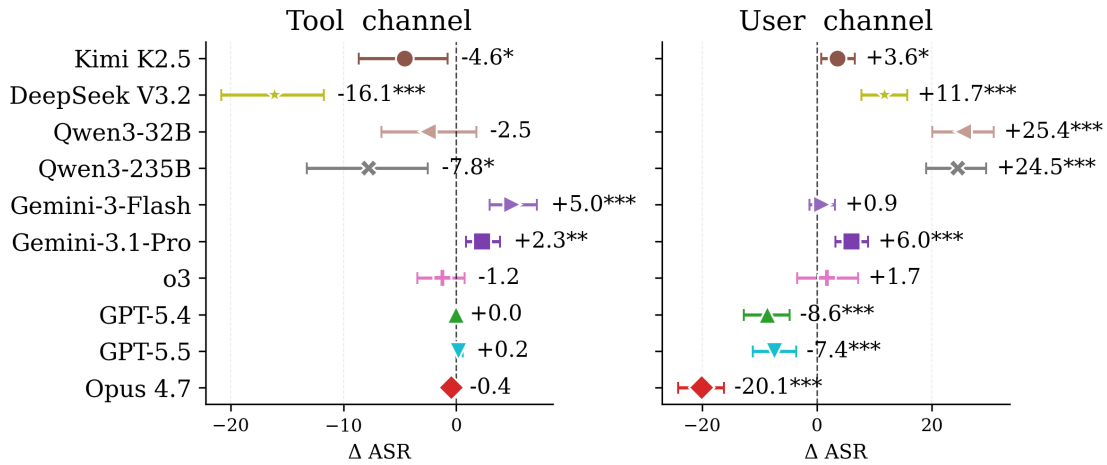 Tool channel
User channel
Kimi K2.5
-4.6*
+3.6*
DeepSeek V3.2
-16.1***
+11.7***
Qwen3-32B
-2.5
+25.4***
Qwen3-235B
-7.8*
+24.5***
Gemini-3-Flash
+5.0***
+0.9
Gemini-3.1-Pro
+2.3**
+6.0***
o3
-1.2
+1.7
GPT-5.4
+0.0
-8.6***
GPT-5.5
+0.2
-7.4***
Opus 4.7
-0.4
-20.1***
−20 −10 0
−20 0 20
Δ ASR
Δ ASR